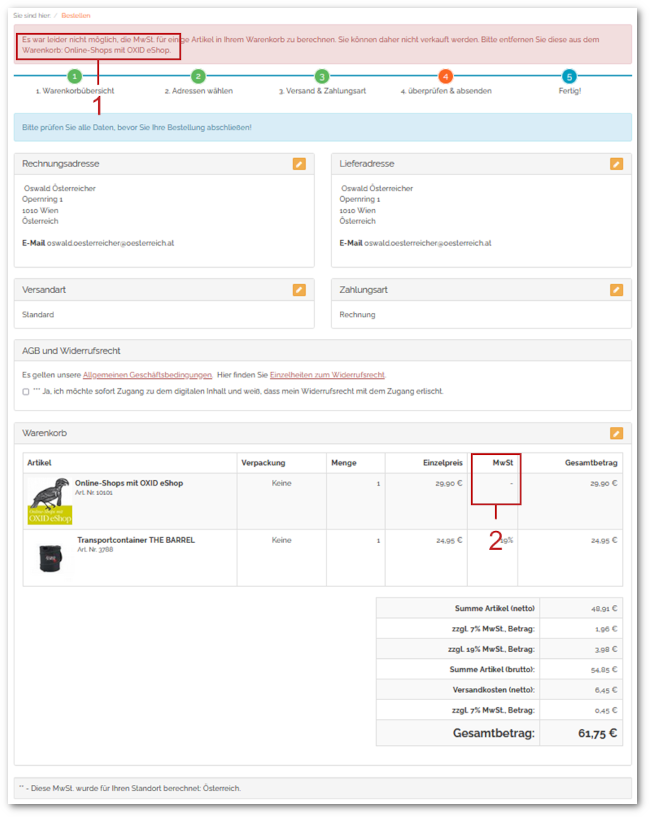 Sie sind hier: / Bestellen
Es war leider nicht möglich, die MwSt. für einige Artikel in Ihrem Warenkorb zu berechnen. Sie können daher nicht verkauft werden. Bitte entfernen Sie diese aus dem
Warenkorb: Online-Shops mit OXID eShop.
1 2 3 4 5
1. Warenkorbübersicht 2. Adressen wählen 3. Versand & Zahlungsart 4. überprüfen & absenden Fertig!
1
Bitte prüfen Sie alle Daten, bevor Sie Ihre Bestellung abschließen!
Rechnungsadresse
Oswald Österreicher
Opernring 1
1010 Wien
Österreich
E-Mail oswald.oesterreicher@oesterreich.at
Lieferadresse
Oswald Österreicher
Opernring 1
1010 Wien
Österreich
E-Mail oswald.oesterreicher@oesterreich.at
Versandart
Standard
Zahlungsart
Rechnung
AGB und Widerrufsrecht
Es gelten unsere Allgemeinen Geschäftsbedingungen. Hier finden Sie Einzelheiten zum Widerrufsrecht.
*** Ja, ich möchte sofort Zugang zu dem digitalen Inhalt und weiß, dass mein Widerrufsrecht mit dem Zugang erlischt.
Warenkorb
Artikel Verpackung Menge Einzelpreis MwSt Gesamtbetrag
Online-Shops mit OXID eShop Keine 1 29,90 € - 29,90 €
Art. Nr. 10101
Online-Shops mit
OXID eShop
2
Transportcontainer THE BARREL Keine 1 24,95 € 19% 24,95 €
Art. Nr. 3788
Summe Artikel (netto) 48,91 €
zzgl. 7% MwSt., Betrag: 1,96 €
zzgl. 19% MwSt., Betrag: 3,98 €
Summe Artikel (brutto): 54,85 €
Versandkosten (netto): 6,45 €
zzgl. 7% MwSt., Betrag: 0,45 €
Gesamtbetrag: 61,75 €
** - Diese MwSt. wurde für Ihren Standort berechnet: Österreich.